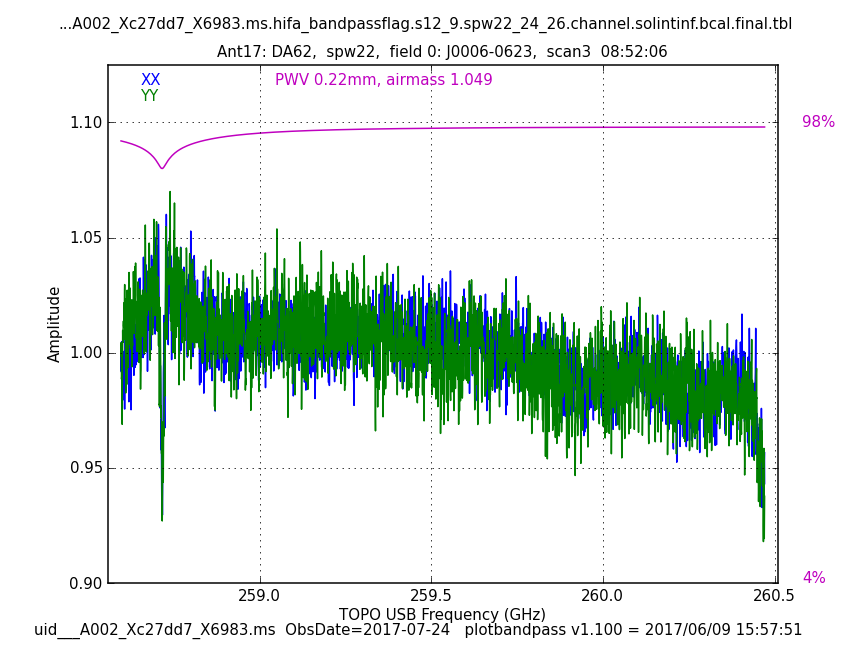 ...A002_Xc27dd7_X6983.ms.hifa_bandpassflag.s12_9.spw22_24_26.channel.solintinf.bcal.final.tbl
Ant17: DA62, spw22, field 0: J0006-0623, scan3 08:52:06
XX
PWV 0.22mm, airmass 1.049
YY
1.10
98%
1.05
1.00
0.95
0.90
4%
Amplitude
259.0
259.5
260.0
260.5
TOPO USB Frequency (GHz)
uid___A002_Xc27dd7_X6983.ms ObsDate=2017-07-24 plotbandpass v1.100 = 2017/06/09 15:57:51